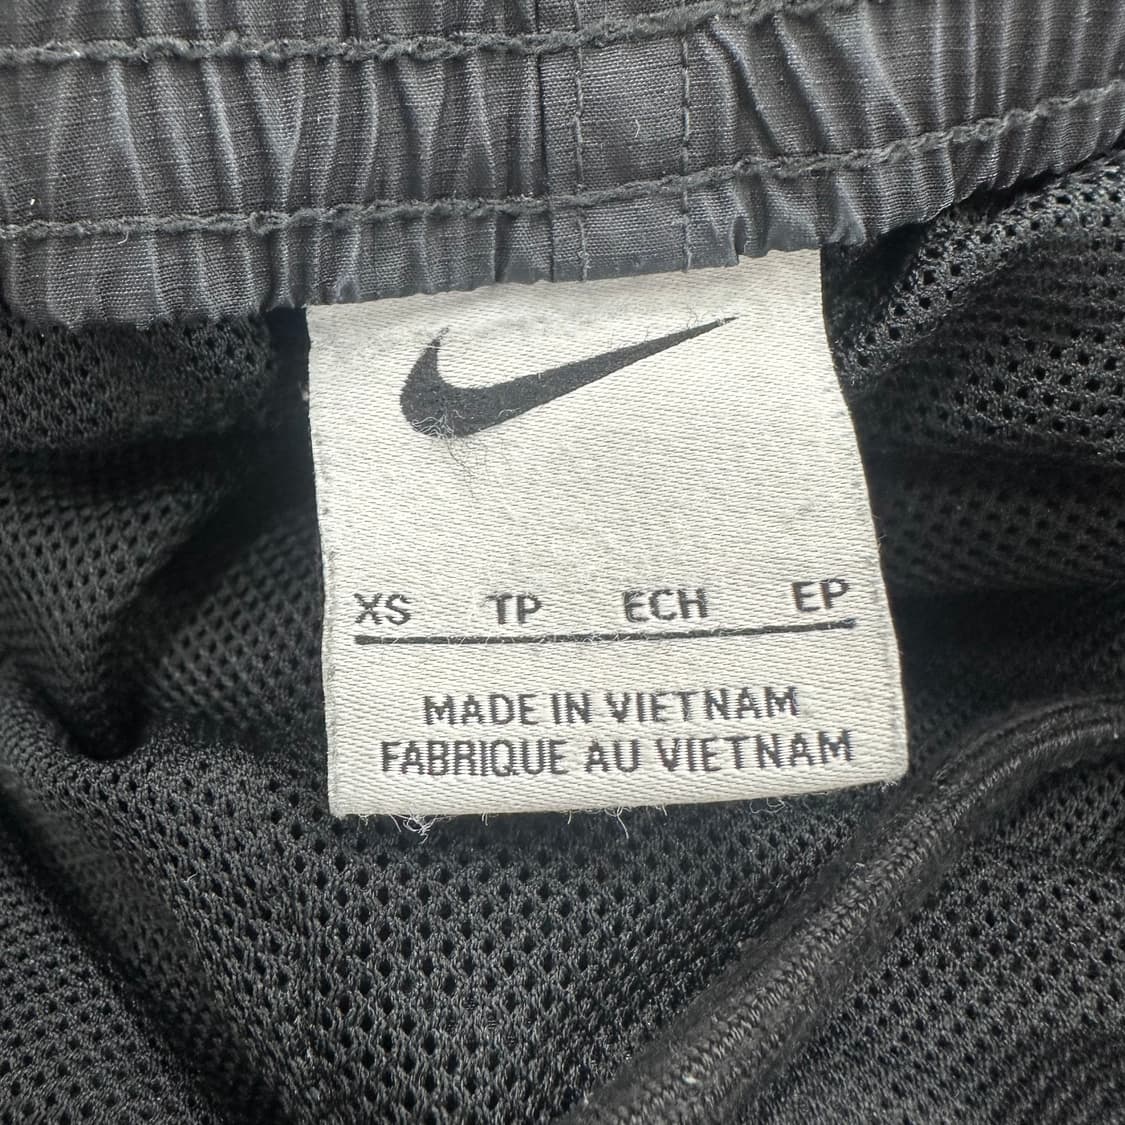 XS TP ECH EP
MADE IN VIETNAM
FABRIQUE AU VIETNAM